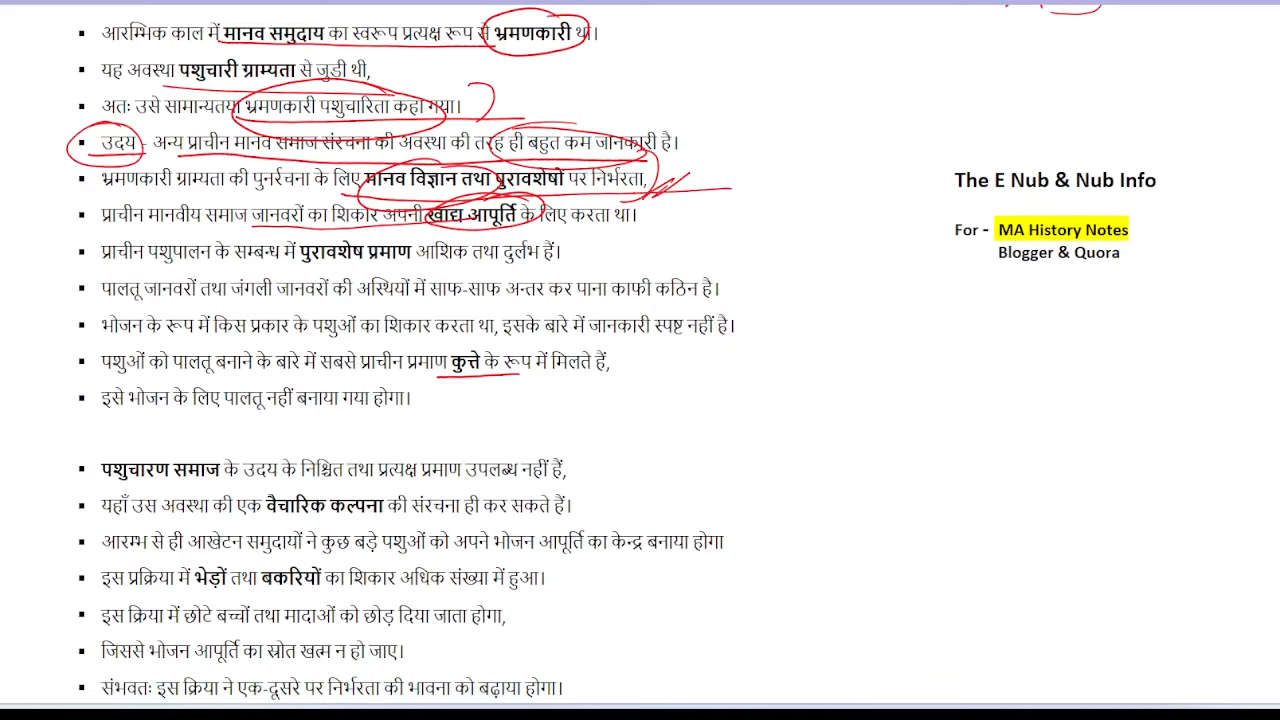 आरम्भिक काल में मानव समुदाय का स्वरूप प्रत्यक्ष रूप से भ्रमणकारी था।
यह अवस्था पशुचारी ग्राम्यता से जुडी थी,
अतः उसे सामान्यतया भ्रमणकारी पशुचारिता कहा गया।
उदय - अन्य प्राचीन मानव समाज संरचना की अवस्था की तरह ही बहुत कम जानकारी है।
भ्रमणकारी ग्राम्यता की पुनर्रचना के लिए मानव विज्ञान तथा पुरावशेषों पर निर्भरता,
प्राचीन मानवीय समाज जानवरों का शिकार अपनी खाद्य आपूर्ति के लिए करता था।
प्राचीन पशुपालन के सम्बन्ध में पुरावशेष प्रमाण आशिक तथा दुर्लभ हैं।
पालतू जानवरों तथा जंगली जानवरों की अस्थियों में साफ-साफ अन्तर कर पाना काफी कठिन है।
भोजन के रूप में किस प्रकार के पशुओं का शिकार करता था, इसके बारे में जानकारी स्पष्ट नहीं है।
पशुओं को पालतू बनाने के बारे में सबसे प्राचीन प्रमाण कुत्ते के रूप में मिलते हैं,
इसे भोजन के लिए पालतू नहीं बनाया गया होगा।
पशुचारण समाज के उदय के निश्चित तथा प्रत्यक्ष प्रमाण उपलब्ध नहीं हैं,
यहाँ उस अवस्था की एक वैचारिक कल्पना की संरचना ही कर सकते हैं।
आरम्भ से ही आखेटन समुदायों ने कुछ बड़े पशुओं को अपने भोजन आपूर्ति का केन्द्र बनाया होगा
इस प्रक्रिया में भेड़ों तथा बकरियों का शिकार अधिक संख्या में हुआ।
इस क्रिया में छोटे बच्चों तथा मादाओं को छोड़ दिया जाता होगा,
जिससे भोजन आपूर्ति का स्रोत खत्म न हो जाए।
संभवतः इस क्रिया ने एक-दूसरे पर निर्भरता की भावना को बढ़ाया होगा।
The E Nub & Nub Info
For - MA History Notes
Blogger & Quora